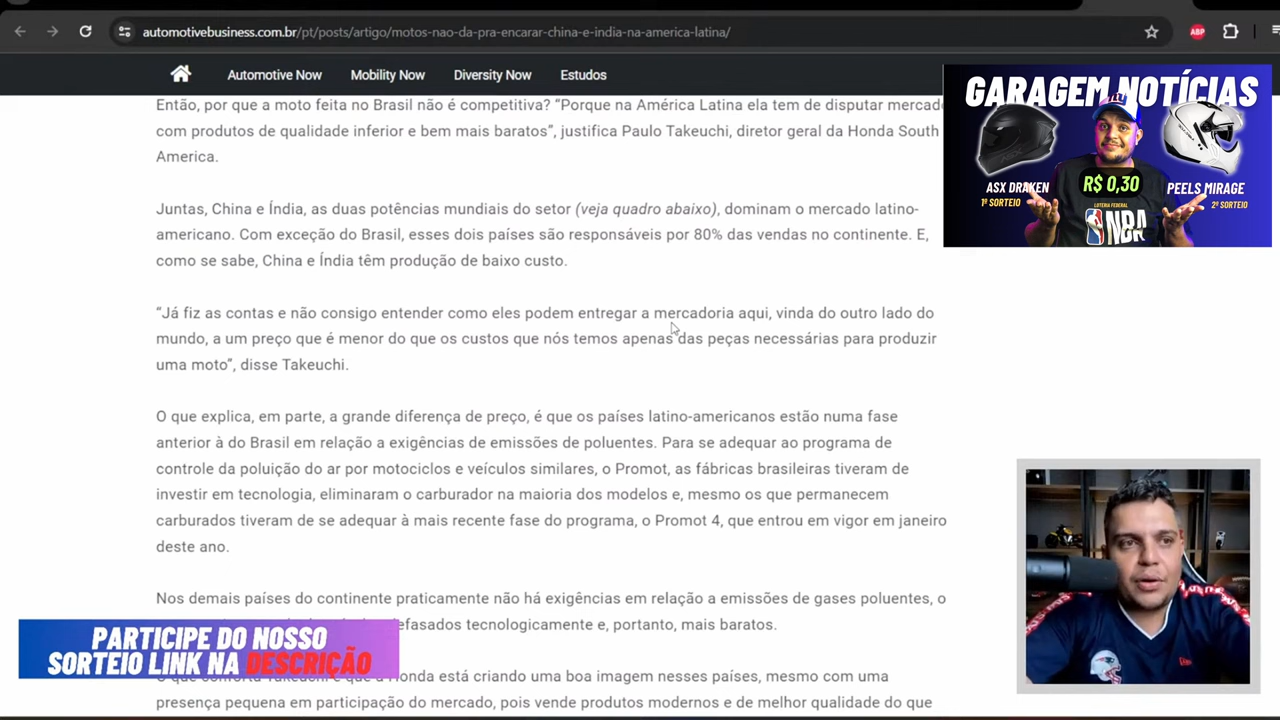 automotivebusiness.com.br/pt/posts/artigo/motos-nao-da-pra-encarar-china-e-india-na-america-latina/
ABP
Automotive Now Mobility Now Diversity Now Estudos
Então, por que a moto feita no Brasil não é competitiva? “Porque na América Latina ela tem de disputar mercado
com produtos de qualidade inferior e bem mais baratos”, justifica Paulo Takeuchi, diretor geral da Honda South
America.
Juntas, China e Índia, as duas potências mundiais do setor (veja quadro abaixo), dominam o mercado latino-
americano. Com exceção do Brasil, esses dois países são responsáveis por 80% das vendas no continente. E,
como se sabe, China e Índia têm produção de baixo custo.
“Já fiz as contas e não consigo entender como eles podem entregar a mercadoria aqui, vinda do outro lado do
mundo, a um preço que é menor do que os custos que nós temos apenas das peças necessárias para produzir
uma moto”, disse Takeuchi.
O que explica, em parte, a grande diferença de preço, é que os países latino-americanos estão numa fase
anterior à do Brasil em relação a exigências de emissões de poluentes. Para se adequar ao programa de
controle da poluição do ar por motociclos e veículos similares, o Promot, as fábricas brasileiras tiveram de
investir em tecnologia, eliminaram o carburador na maioria dos modelos e, mesmo os que permanecem
carburados tiveram de se adequar à mais recente fase do programa, o Promot 4, que entrou em vigor em janeiro
deste ano.
Nos demais países do continente praticamente não há exigências em relação a emissões de gases poluentes, o
defasados tecnologicamente e, portanto, mais baratos.
Honda está criando uma boa imagem nesses países, mesmo com uma
presença pequena em participação do mercado, pois vende produtos modernos e de melhor qualidade do que
GARAGEM NOTÍCIAS
ASX DRAKEN
1º SORTEIO
R$ 0,30
PEELS MIRAGE
2º SORTEIO
LOTERIA FEDERAL
NBA
PARTICIPE DO NOSSO
SORTEIO LINK NA DESCRIÇÃO